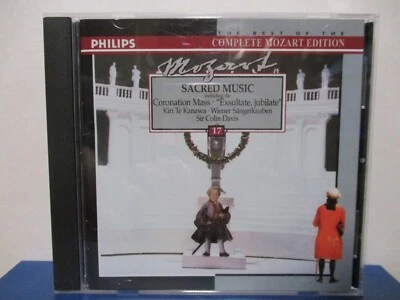 THE BEST OF THE
PHILIPS
COMPLETE MOZART EDITION
Mozart
SACRED MUSIC
including the
Coronation Mass · "Exsultate, jubilate"
Kiri Te Kanawa · Wiener Sängerknaben
Sir Colin Davis
17